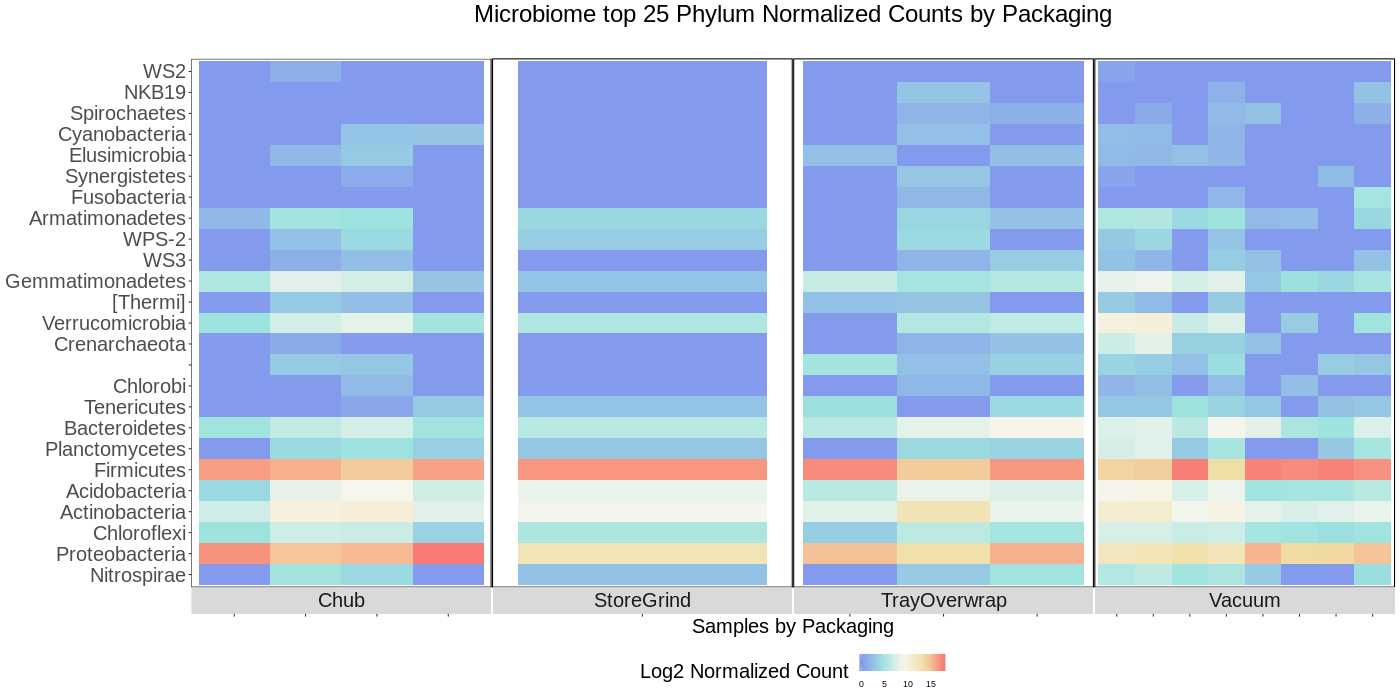 Microbiome top 25 Phylum Normalized Counts by Packaging
WS2
NKB19
Spirochaetes
Cyanobacteria
Elusimicrobia
Synergistetes
Fusobacteria
Armatimonadetes
WPS-2
WS3
Gemmatimonadetes
[Thermi]
Verrucomicrobia
Crenarchaeota
Chlorobi
Tenericutes
Bacteroidetes
Planctomycetes
Firmicutes
Acidobacteria
Actinobacteria
Chloroflexi
Proteobacteria
Nitrospirae
Chub StoreGrind TrayOverwrap Vacuum
Samples by Packaging
Log2 Normalized Count
0 5 10 15